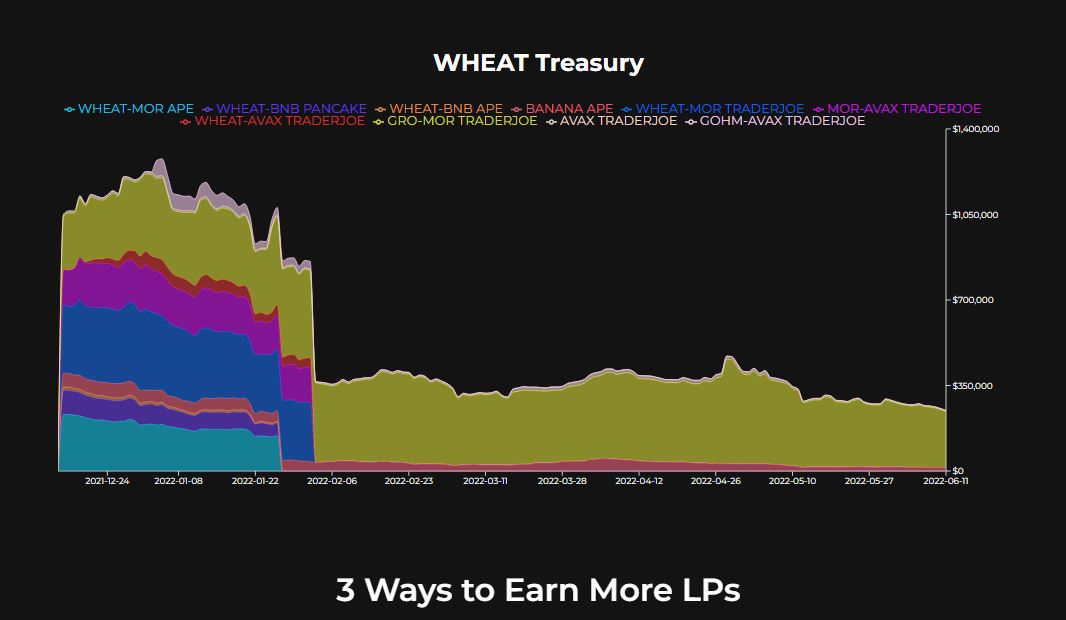 WHEAT Treasury
WHEAT-MOR APE WHEAT-BNB PANCAKE WHEAT-BNB APE BANANA APE WHEAT-MOR TRADERJOE MOR-AVAX TRADERJOE
WHEAT-AVAX TRADERJOE GRO-MOR TRADERJOE AVAX TRADERJOE GOHM-AVAX TRADERJOE
$1,400,000
$1,050,000
$700,000
$350,000
$0
2021-12-24 2022-01-08 2022-01-22 2022-02-06 2022-02-23 2022-03-11 2022-03-28 2022-04-12 2022-04-26 2022-05-10 2022-05-27 2022-06-11
3 Ways to Earn More LPs